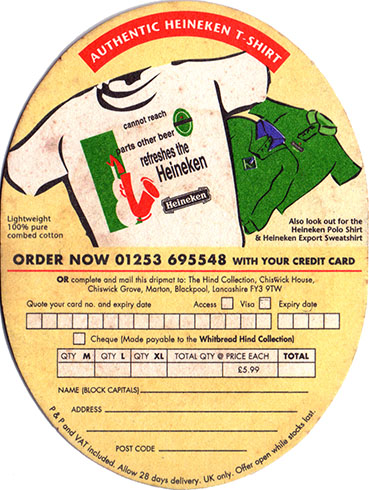 AUTHENTIC HEINEKEN T-SHIRT
cannot reach
parts other beer
refreshes the
Heineken
Heineken
Lightweight
100% pure
combed cotton
Also look out for the
Heineken Polo Shirt
& Heineken Export Sweatshirt
ORDER NOW 01253 695548 WITH YOUR CREDIT CARD
OR complete and mail this dripmat to: The Hind Collection, Chiswick House,
Chiswick Grove, Marton, Blackpool, Lancashire FY3 9TW
Quote your card no. and expiry date Access Visa Expiry date
Cheque (Made payable to the Whitbread Hind Collection)
QTY M QTY L QTY XL TOTAL QTY @ PRICE EACH TOTAL
£5.99
NAME (BLOCK CAPITALS)
ADDRESS
POST CODE
P & P and VAT included. Allow 28 days delivery. UK only. Offer open while stocks last.